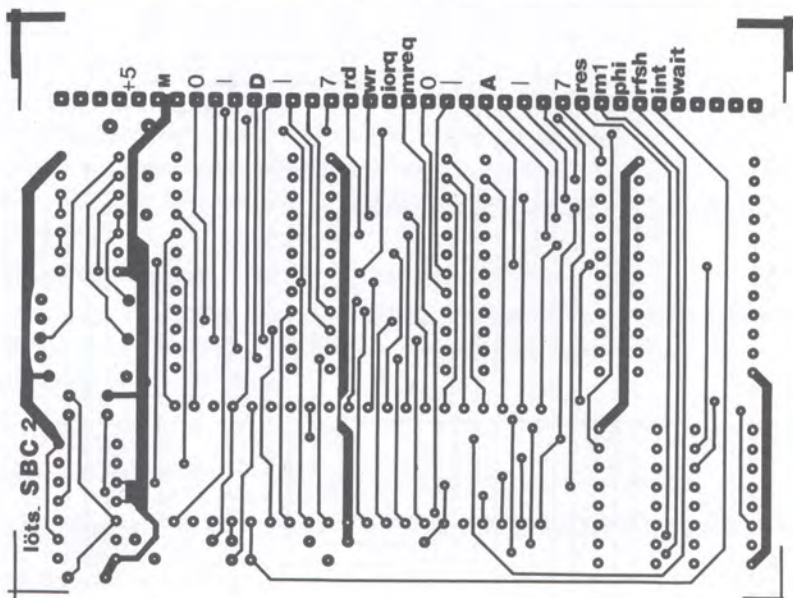 +5
M
0
|
D
|
7
rd
wr
iorq
mreq
0
|
A
|
7
res
m1
phi
rfsh
int
wait
löts. SBC 2